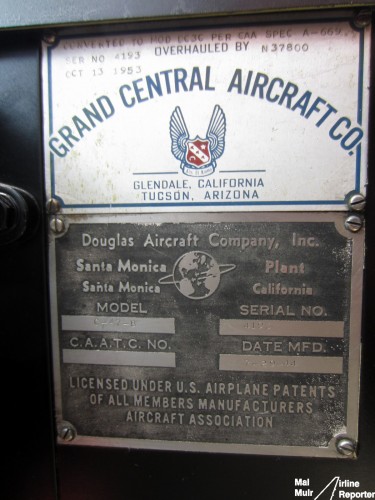 CONVERTED TO MOD DC3C PER CAA SPEC A-669
SER NO 4193 OVERHAULED BY N37800
OCT 13 1953
GRAND CENTRAL AIRCRAFT CO.
GLENDALE, CALIFORNIA
TUCSON, ARIZONA
Douglas Aircraft Company, Inc.
Santa Monica Plant
Santa Monica California
MODEL SERIAL NO.
C.A.A.T.C. NO. DATE MFD.
LICENSED UNDER U.S. AIRPLANE PATENTS
OF ALL MEMBERS MANUFACTURERS
AIRCRAFT ASSOCIATION
Mal Muir
Airline Reporter